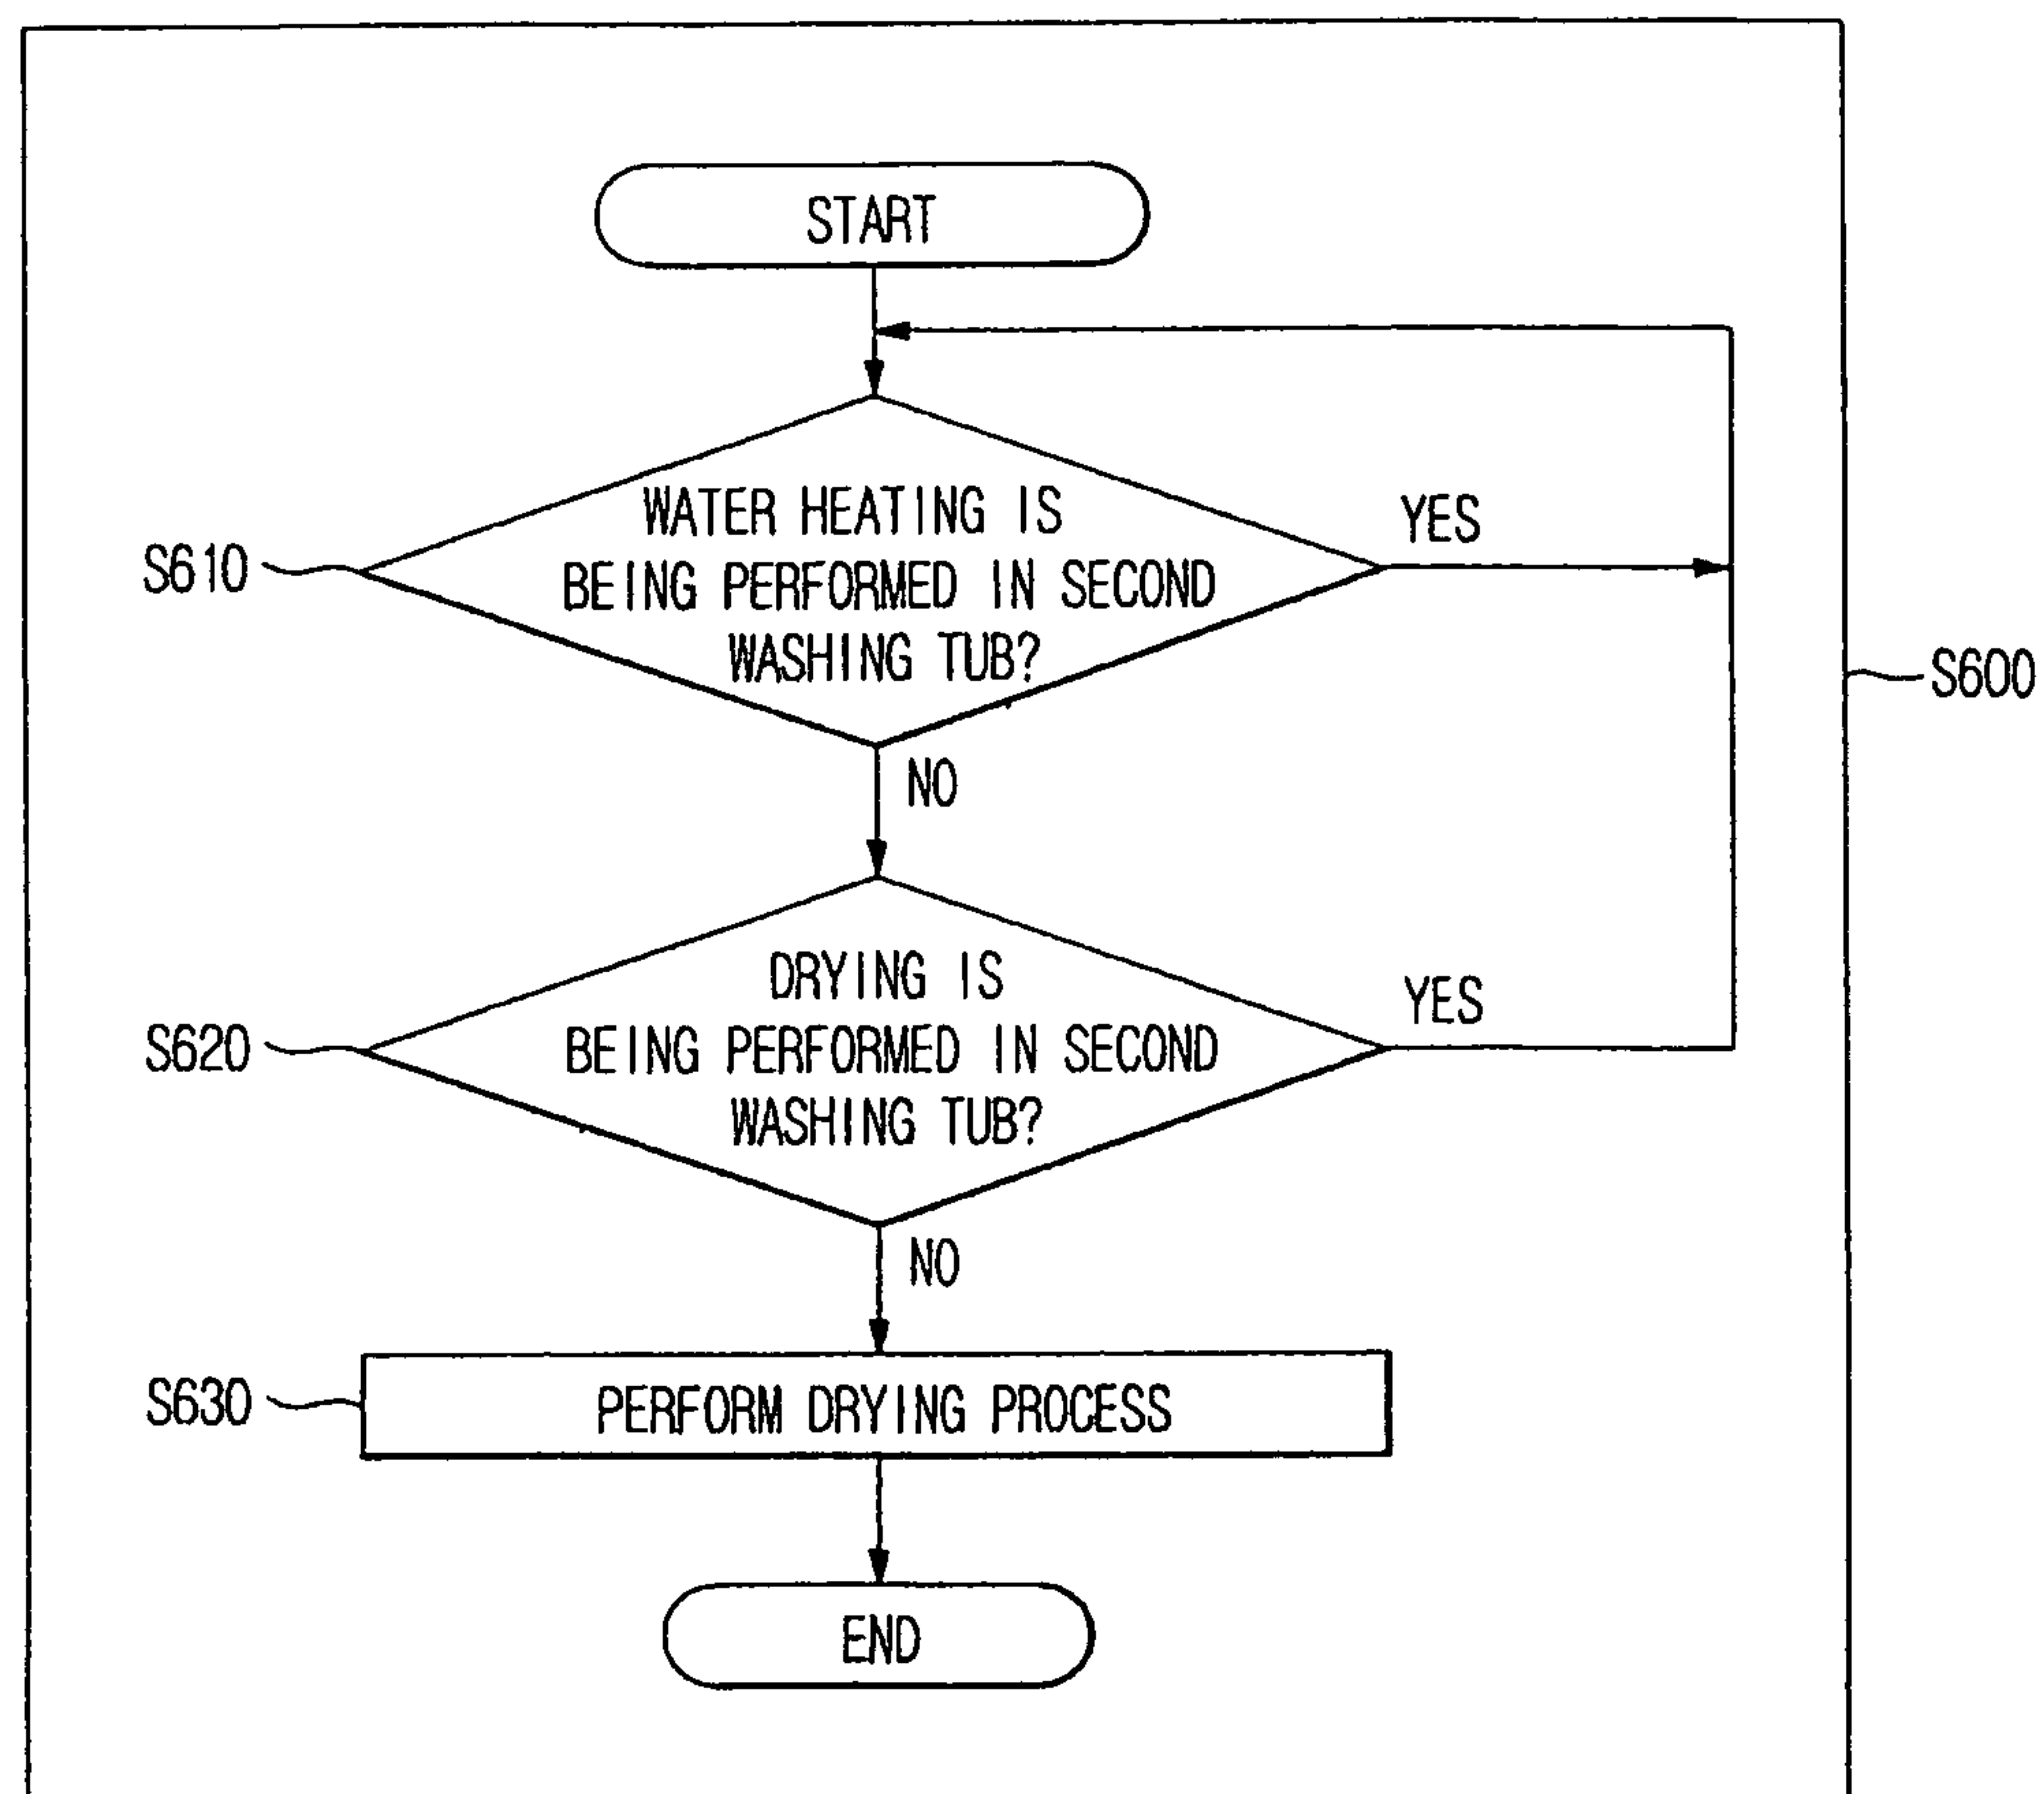 START
WATER HEATING IS
BEING PERFORMED IN SECOND
WASHING TUB?
YES
S610
S600
NO
DRYING IS
BEING PERFORMED IN SECOND
WASHING TUB?
YES
S620
NO
S630
PERFORM DRYING PROCESS
END